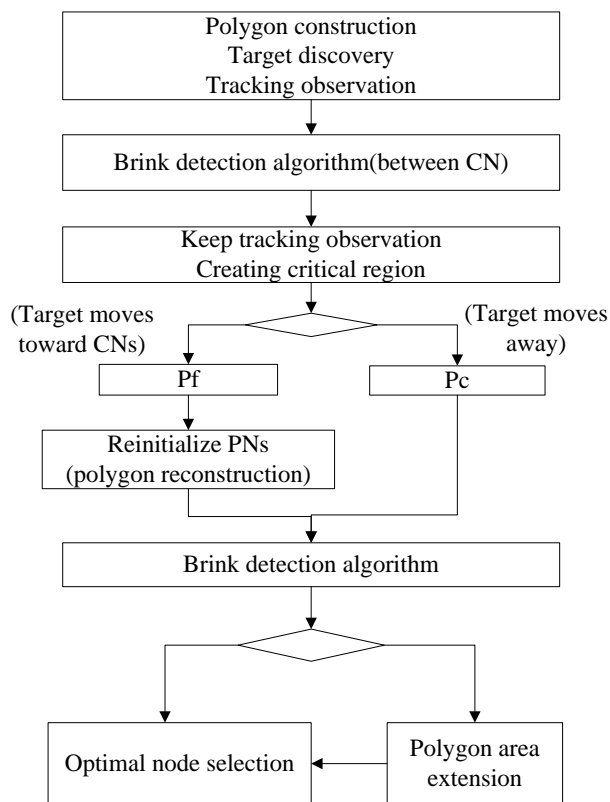 Polygon construction
Target discovery
Tracking observation
Brink detection algorithm(between CN)
Keep tracking observation
Creating critical region
(Target moves
toward CNs)
(Target moves
away)
Pf
Pc
Reinitialize PNs
(polygon reconstruction)
Brink detection algorithm
Optimal node selection
Polygon area
extension